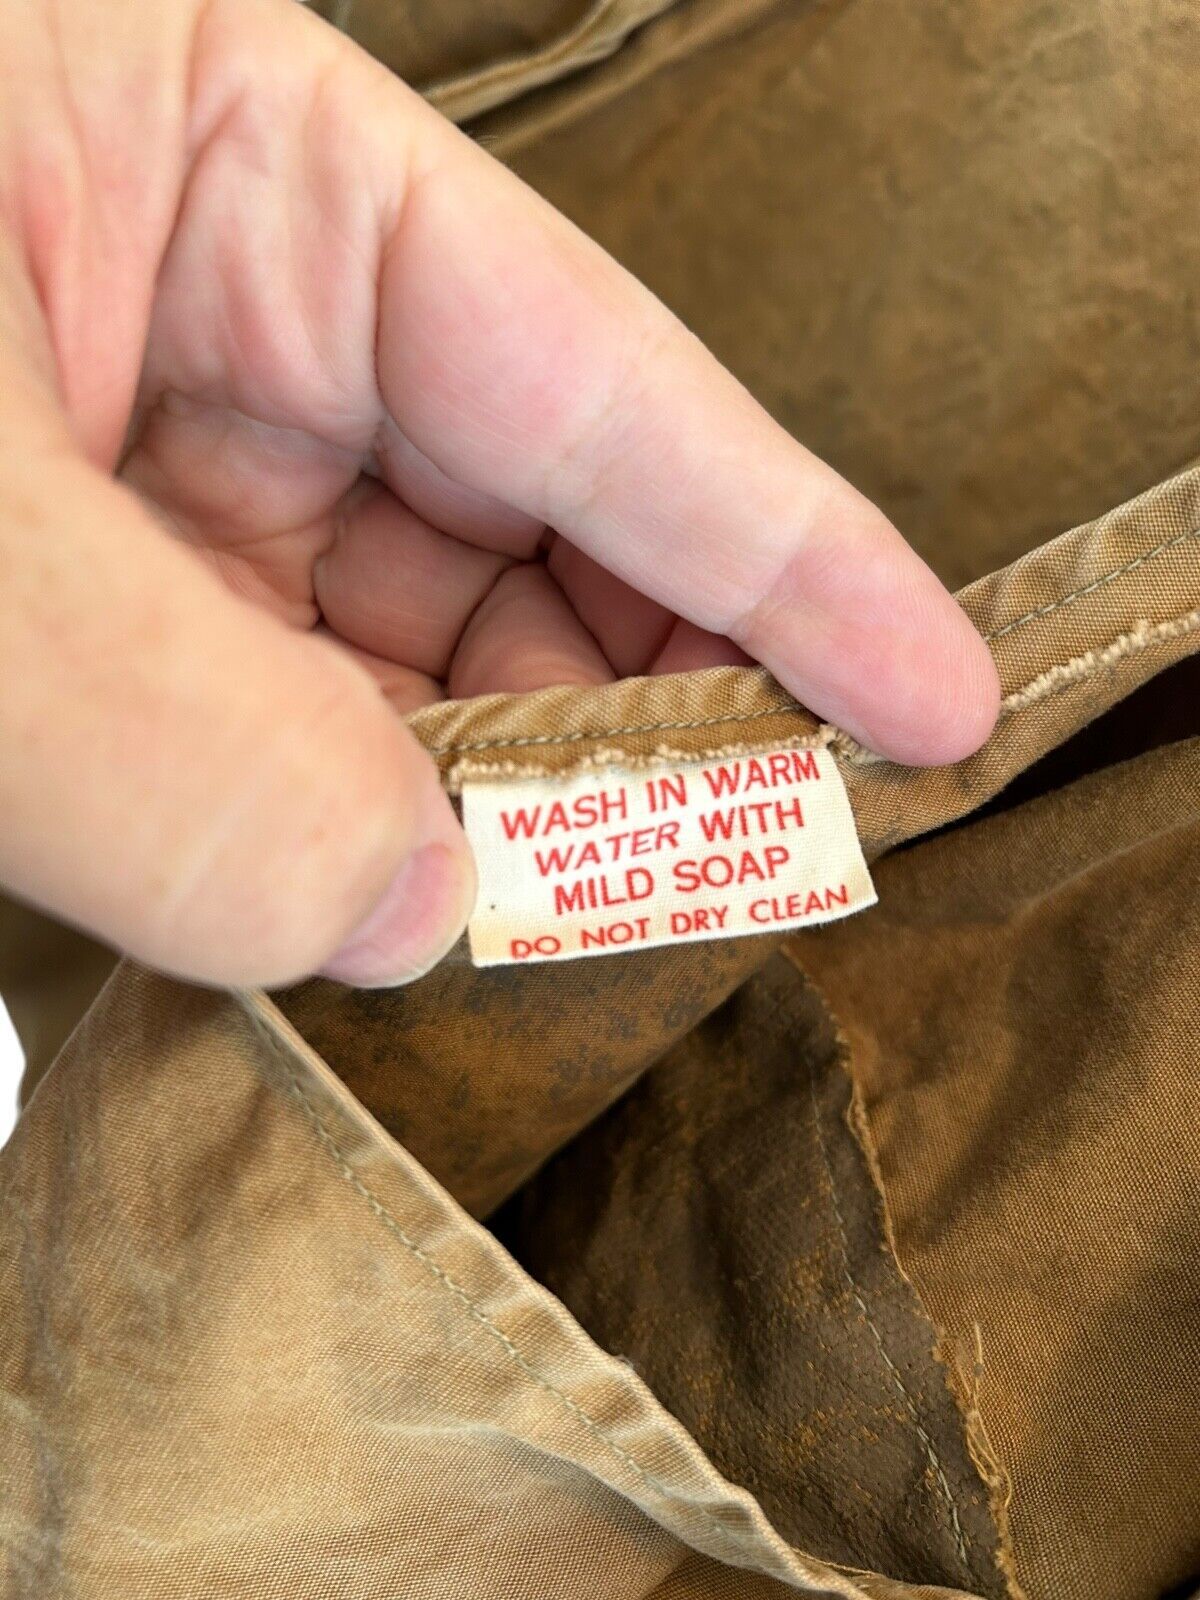 WASH IN WARM
WATER WITH
MILD SOAP
DO NOT DRY CLEAN